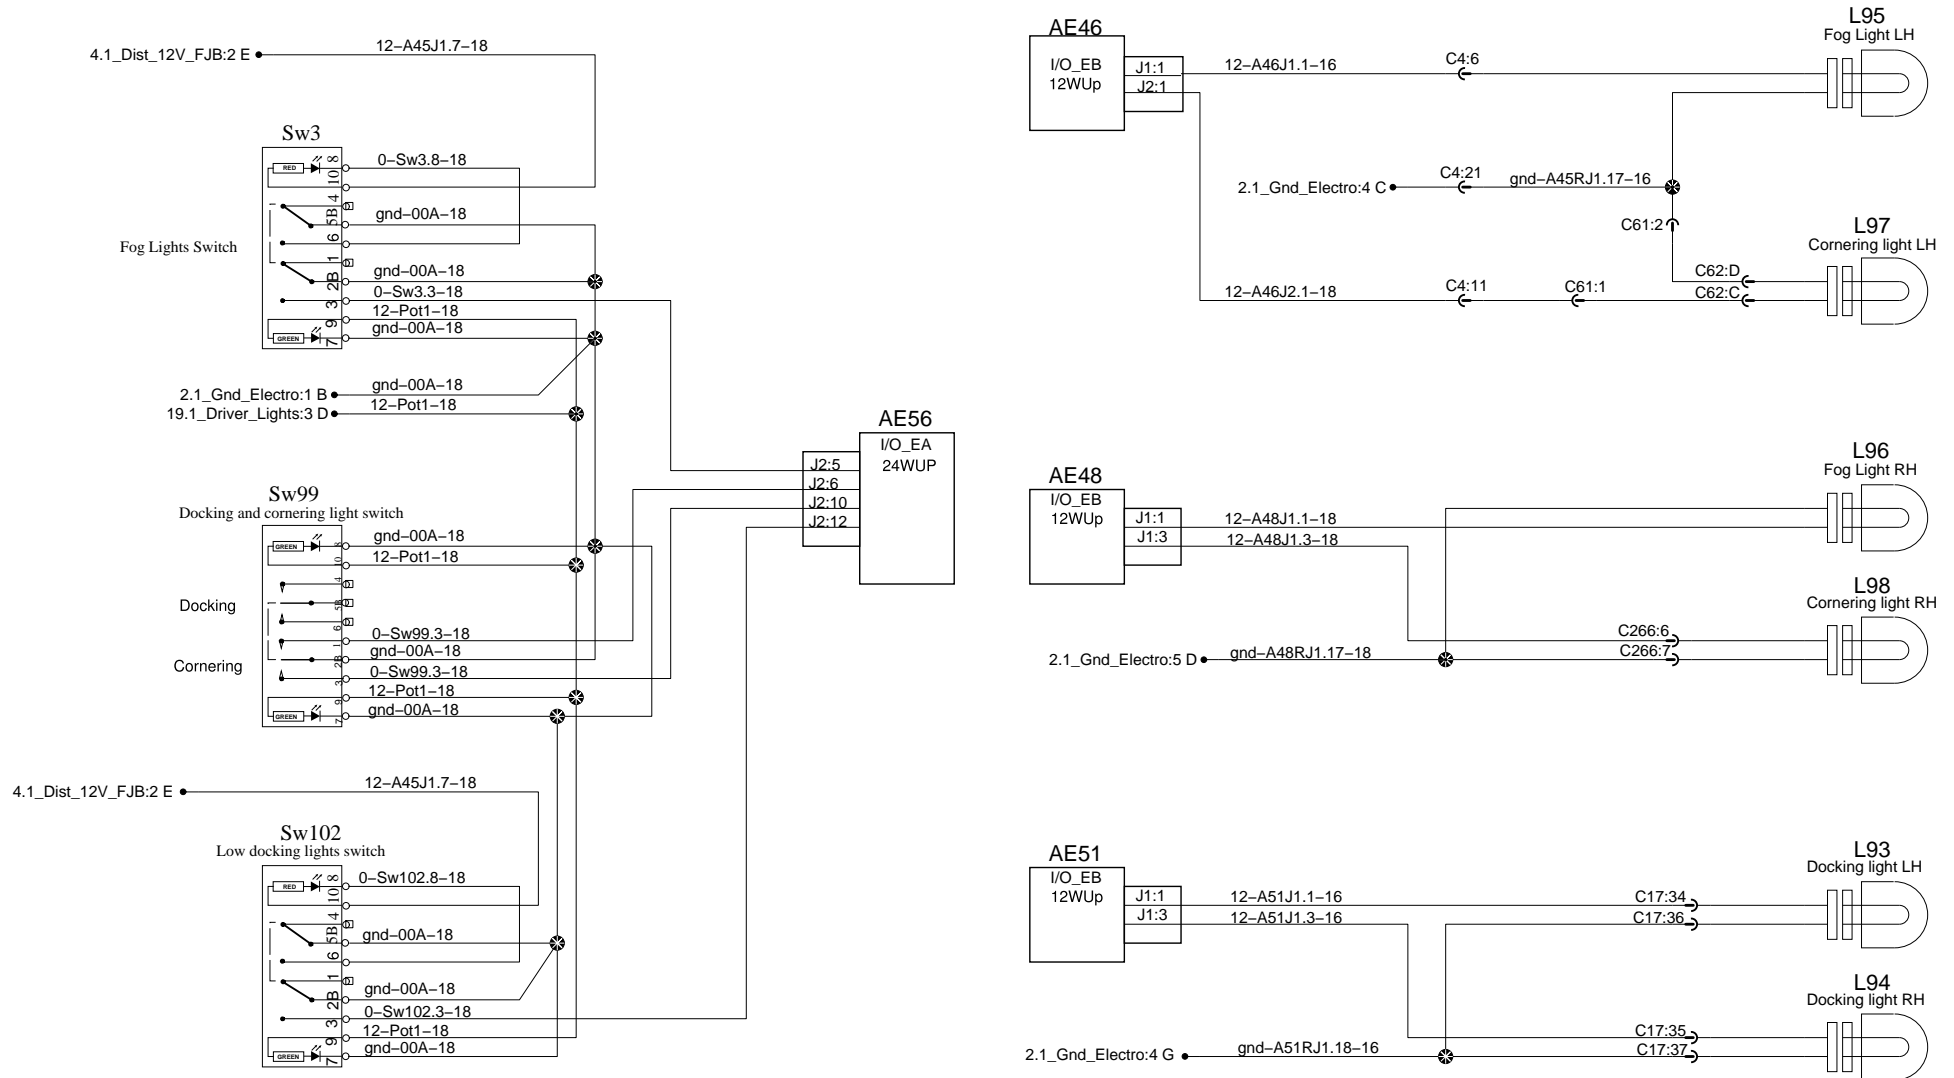 4.1_Dist_12V_FJB:2 E
12-A45J1.7-18
Sw3
RED
8
10
4
5B
6
1
2B
3
9
7
GREEN
0-Sw3.8-18
gnd-00A-18
Fog Lights Switch
gnd-00A-18
0-Sw3.3-18
12-Pot1-18
gnd-00A-18
2.1_Gnd_Electro:1 B
gnd-00A-18
19.1_Driver_Lights:3 D
12-Pot1-18
Sw99
Docking and cornering light switch
GREEN
8
10
4
5B
6
1
2B
3
9
7
GREEN
gnd-00A-18
12-Pot1-18
Docking
0-Sw99.3-18
gnd-00A-18
Cornering
0-Sw99.3-18
12-Pot1-18
gnd-00A-18
4.1_Dist_12V_FJB:2 E
12-A45J1.7-18
Sw102
Low docking lights switch
RED
8
10
4
5B
6
1
2B
3
9
7
GREEN
0-Sw102.8-18
gnd-00A-18
gnd-00A-18
0-Sw102.3-18
12-Pot1-18
gnd-00A-18
AE56
I/O_EA
24WUP
J2:5
J2:6
J2:10
J2:12
AE46
I/O_EB
12WUp
J1:1
J2:1
12-A46J1.1-16
C4:6
L95
Fog Light LH
2.1_Gnd_Electro:4 C
C4:21
gnd-A45RJ1.17-16
C61:2
L97
Cornering light LH
12-A46J2.1-18
C4:11
C61:1
C62:D
C62:C
AE48
I/O_EB
12WUp
J1:1
J1:3
12-A48J1.1-18
12-A48J1.3-18
L96
Fog Light RH
L98
Cornering light RH
C266:6
C266:7
2.1_Gnd_Electro:5 D
gnd-A48RJ1.17-18
AE51
I/O_EB
12WUp
J1:1
J1:3
12-A51J1.1-16
12-A51J1.3-16
C17:34
C17:36
L93
Docking light LH
L94
Docking light RH
C17:35
C17:37
2.1_Gnd_Electro:4 G
gnd-A51RJ1.18-16